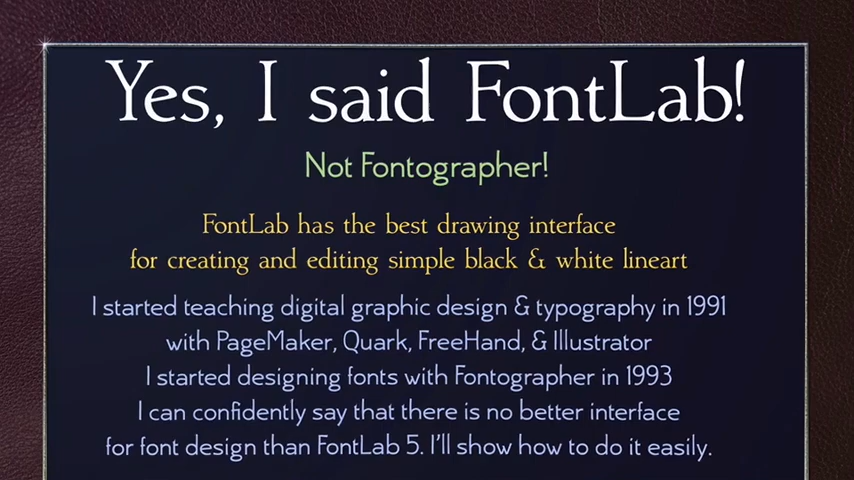 Yes, I said FontLab!
Not Fontographer!
FontLab has the best drawing interface
for creating and editing simple black & white lineart
I started teaching digital graphic design & typography in 1991
with PageMaker, Quark, FreeHand, & Illustrator
I started designing fonts with Fontographer in 1993
I can confidently say that there is no better interface
for font design than FontLab 5. I'll show how to do it easily.